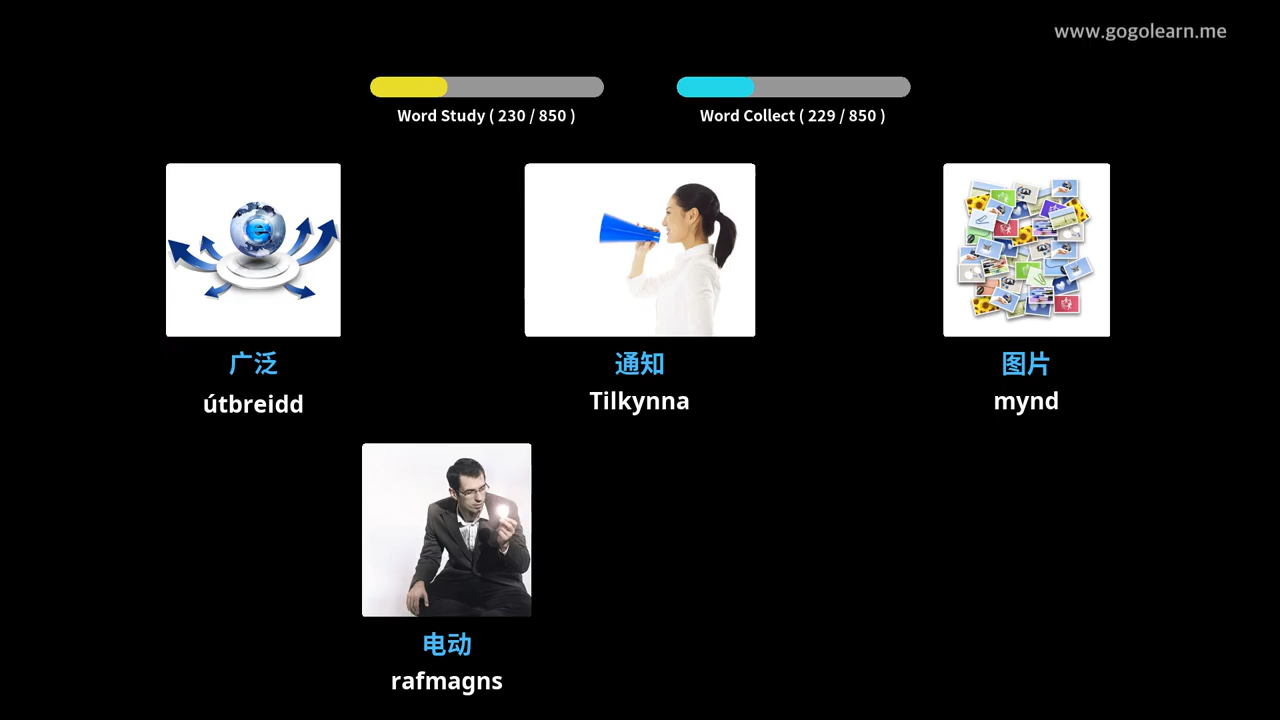 www.gogolearn.me
Word Study ( 230 / 850 )
Word Collect ( 229 / 850 )
e
广泛
通知
图片
útbreidd
Tilkynna
mynd
电动
rafmagns